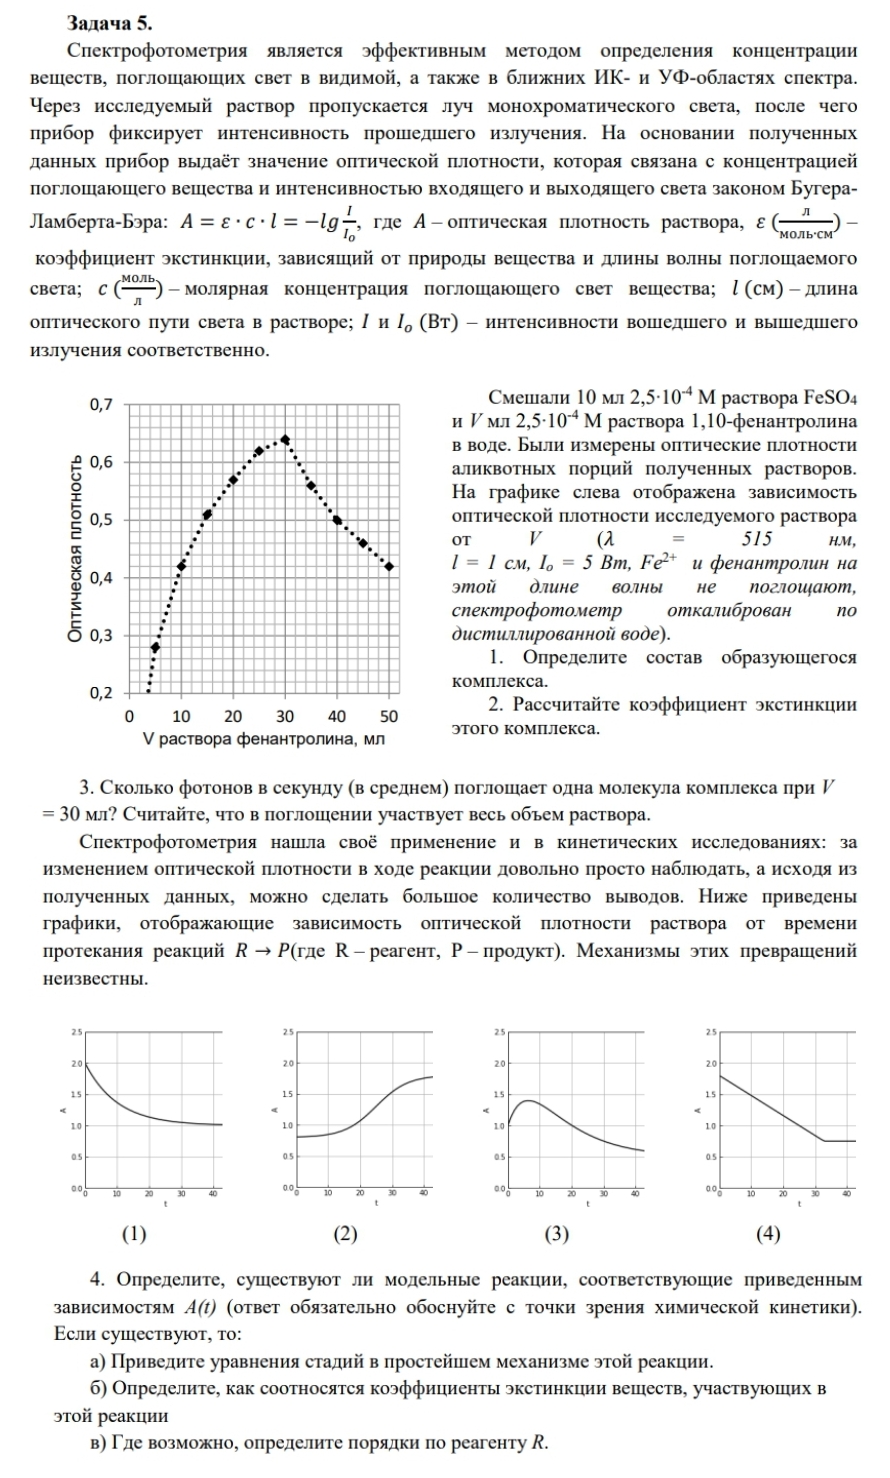 Задача 5.
Спектрофотометрия является эффективным методом определения концентрации
веществ, поглощающих свет в видимой, а также в ближних ИК- и УФ-областях спектра.
Через исследуемый раствор пропускается луч монохроматического света, после чего
прибор фиксирует интенсивность прошедшего излучения. На основании полученных
данных прибор выдаёт значение оптической плотности, которая связана с концентрацией
поглощающего вещества и интенсивностью входящего и выходящего света законом Бугера-
Ламберта-Бэра: A = ε · c · l = −lg I/Iₒ, где A – оптическая плотность раствора, ε (л/моль·см) –
коэффициент экстинкции, зависящий от природы вещества и длины волны поглощаемого
света; c (моль/л) – молярная концентрация поглощающего свет вещества; l (см) – длина
оптического пути света в растворе; I и Iₒ (Вт) – интенсивности вошедшего и вышедшего
излучения соответственно.
0,7
0,6
0,5
0,4
0,3
0,2
Оптическая плотность
0 10 20 30 40 50
V раствора фенантролина, мл
Смешали 10 мл 2,5·10⁻⁴ М раствора FeSO₄
и V мл 2,5·10⁻⁴ М раствора 1,10-фенантролина
в воде. Были измерены оптические плотности
аликвотных порций полученных растворов.
На графике слева отображена зависимость
оптической плотности исследуемого раствора
от V (λ = 515 нм,
l = 1 см, Iₒ = 5 Вт, Fe²⁺ и фенантролин на
этой длине волны не поглощают,
спектрофотометр откалиброван по
дистиллированной воде).
1. Определите состав образующегося
комплекса.
2. Рассчитайте коэффициент экстинкции
этого комплекса.
3. Сколько фотонов в секунду (в среднем) поглощает одна молекула комплекса при V
= 30 мл? Считайте, что в поглощении участвует весь объем раствора.
Спектрофотометрия нашла своё применение и в кинетических исследованиях: за
изменением оптической плотности в ходе реакции довольно просто наблюдать, а исходя из
полученных данных, можно сделать большое количество выводов. Ниже приведены
графики, отображающие зависимость оптической плотности раствора от времени
протекания реакций R → P(где R – реагент, P – продукт). Механизмы этих превращений
неизвестны.
2.5
2.0
1.5
1.0
0.5
0.0
A
0 10 20 30 40
t
(1)
2.5
2.0
1.5
1.0
0.5
0.0
A
0 10 20 30 40
t
(2)
2.5
2.0
1.5
1.0
0.5
0.0
A
0 10 20 30 40
t
(3)
2.5
2.0
1.5
1.0
0.5
0.0
A
0 10 20 30 40
t
(4)
4. Определите, существуют ли модельные реакции, соответствующие приведенным
зависимостям A(t) (ответ обязательно обоснуйте с точки зрения химической кинетики).
Если существуют, то:
а) Приведите уравнения стадий в простейшем механизме этой реакции.
б) Определите, как соотносятся коэффициенты экстинкции веществ, участвующих в
этой реакции
в) Где возможно, определите порядки по реагенту R.